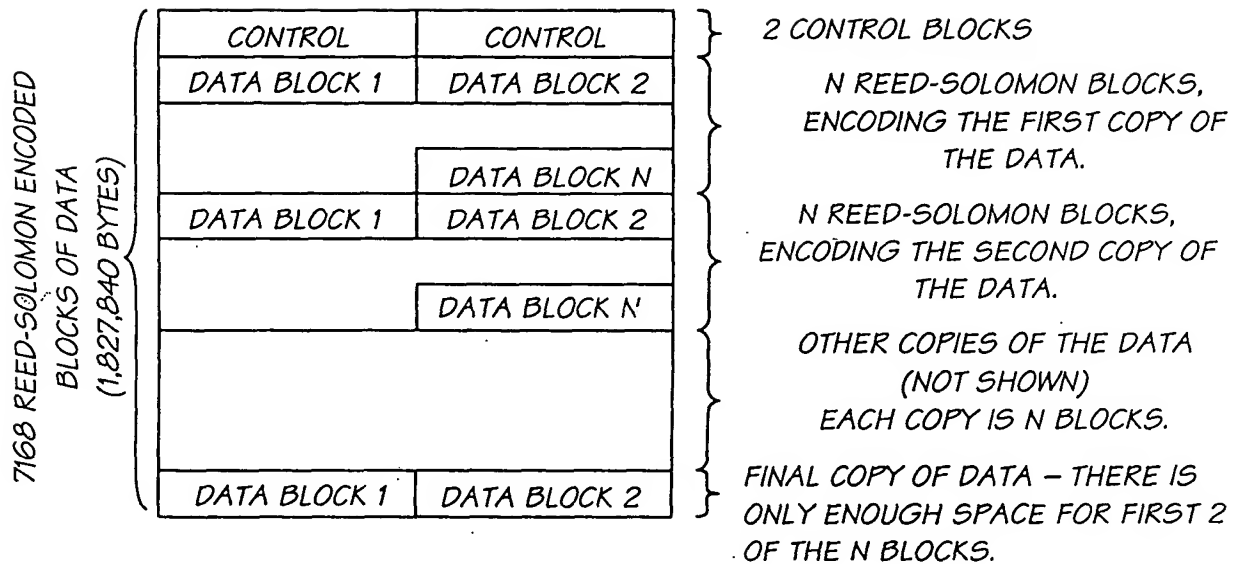 7168 REED-SOLOMON ENCODED
BLOCKS OF DATA
(1,827,840 BYTES)
CONTROL CONTROL
2 CONTROL BLOCKS
DATA BLOCK 1 DATA BLOCK 2
DATA BLOCK N
N REED-SOLOMON BLOCKS,
ENCODING THE FIRST COPY OF
THE DATA.
DATA BLOCK 1 DATA BLOCK 2
DATA BLOCK N
N REED-SOLOMON BLOCKS,
ENCODING THE SECOND COPY OF
THE DATA.
OTHER COPIES OF THE DATA
(NOT SHOWN)
EACH COPY IS N BLOCKS.
DATA BLOCK 1 DATA BLOCK 2
FINAL COPY OF DATA – THERE IS
ONLY ENOUGH SPACE FOR FIRST 2
OF THE N BLOCKS.